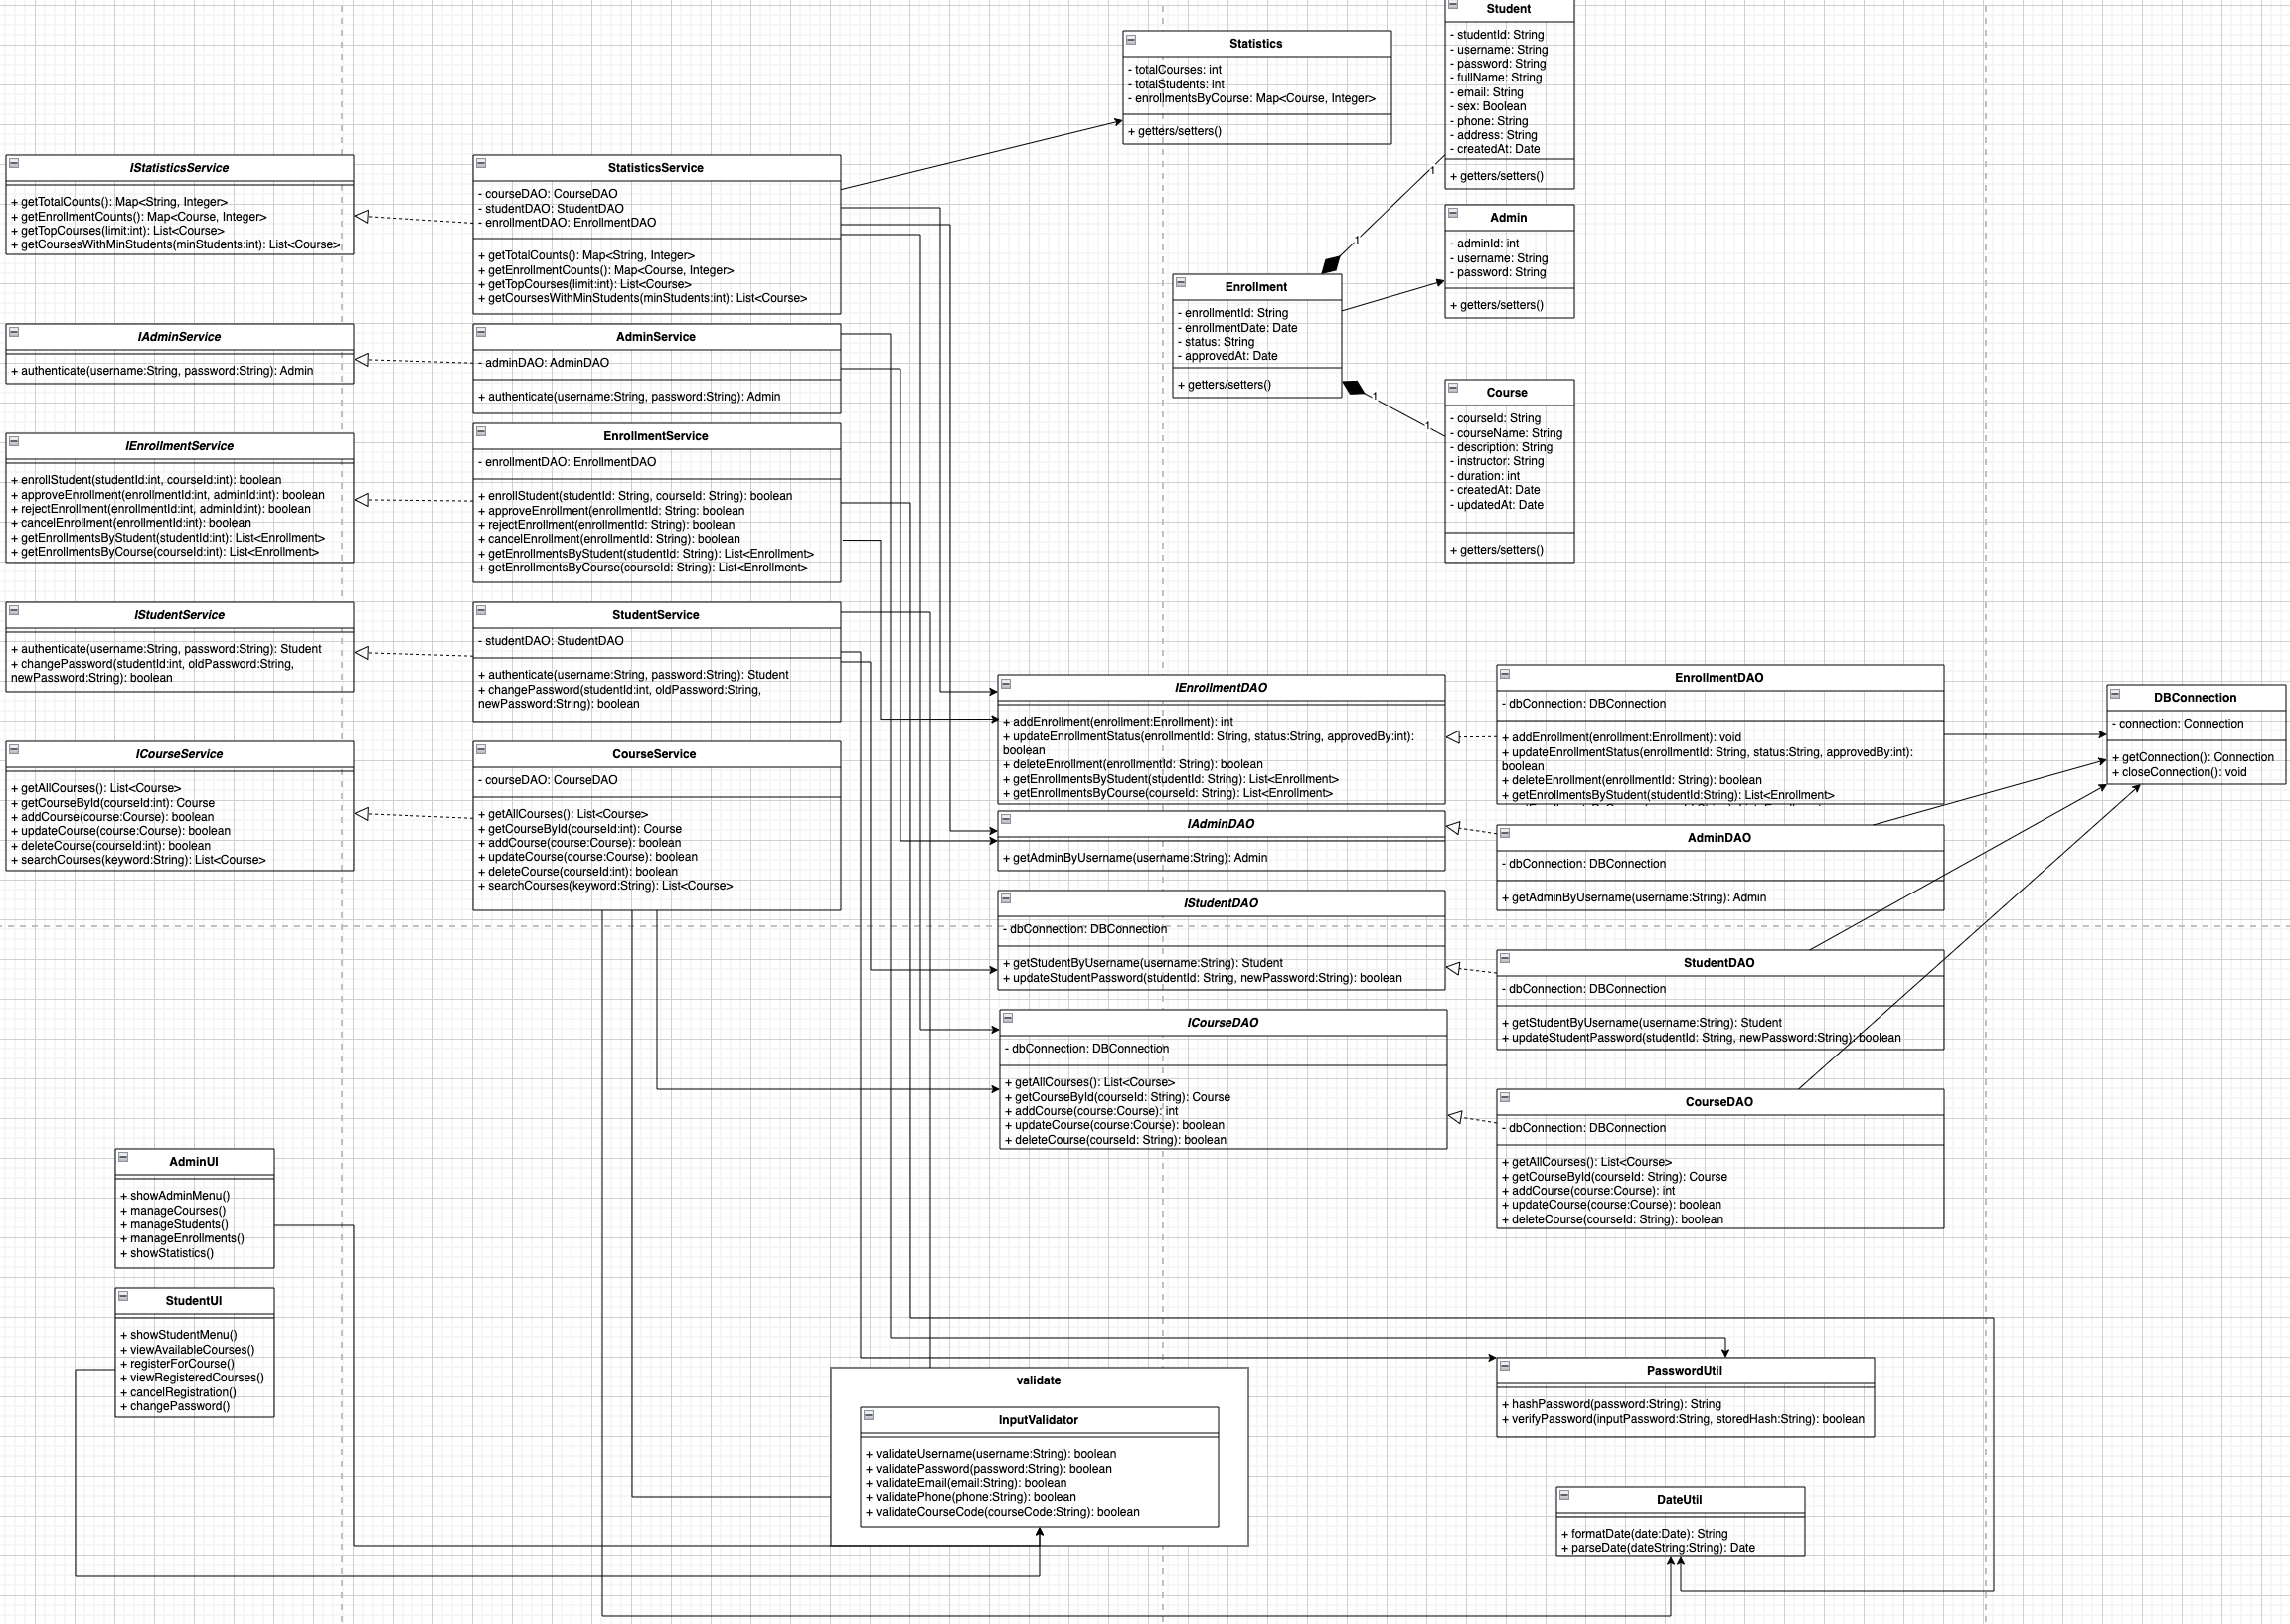 Student
- studentId: String
- username: String
- password: String
- fullName: String
- email: String
- sex: Boolean
- phone: String
- address: String
- createdAt: Date
+ getters/setters()
Statistics
- totalCourses: int
- totalStudents: int
- enrollmentsByCourse: Map<Course, Integer>
+ getters/setters()
IStatisticsService
+ getTotalCounts(): Map<String, Integer>
+ getEnrollmentCounts(): Map<Course, Integer>
+ getTopCourses(limit:int): List<Course>
+ getCoursesWithMinStudents(minStudents:int): List<Course>
StatisticsService
- courseDAO: CourseDAO
- studentDAO: StudentDAO
- enrollmentDAO: EnrollmentDAO
+ getTotalCounts(): Map<String, Integer>
+ getEnrollmentCounts(): Map<Course, Integer>
+ getTopCourses(limit:int): List<Course>
+ getCoursesWithMinStudents(minStudents:int): List<Course>
1
1
Admin
- adminId: int
- username: String
- password: String
+ getters/setters()
Enrollment
- enrollmentId: String
- enrollmentDate: Date
- status: String
- approvedAt: Date
+ getters/setters()
1
1
Course
- courseId: String
- courseName: String
- description: String
- instructor: String
- duration: int
- createdAt: Date
- updatedAt: Date
+ getters/setters()
IAdminService
+ authenticate(username:String, password:String): Admin
AdminService
- adminDAO: AdminDAO
+ authenticate(username:String, password:String): Admin
IEnrollmentService
+ enrollStudent(studentId:int, courseId:int): boolean
+ approveEnrollment(enrollmentId:int, adminId:int): boolean
+ rejectEnrollment(enrollmentId:int, adminId:int): boolean
+ cancelEnrollment(enrollmentId:int): boolean
+ getEnrollmentsByStudent(studentId:int): List<Enrollment>
+ getEnrollmentsByCourse(courseId:int): List<Enrollment>
EnrollmentService
- enrollmentDAO: EnrollmentDAO
+ enrollStudent(studentId: String, courseId: String): boolean
+ approveEnrollment(enrollmentId: String: boolean
+ rejectEnrollment(enrollmentId: String): boolean
+ cancelEnrollment(enrollmentId: String): boolean
+ getEnrollmentsByStudent(studentId: String): List<Enrollment>
+ getEnrollmentsByCourse(courseId: String): List<Enrollment>
IStudentService
+ authenticate(username:String, password:String): Student
+ changePassword(studentId:int, oldPassword:String,
newPassword:String): boolean
StudentService
- studentDAO: StudentDAO
+ authenticate(username:String, password:String): Student
+ changePassword(studentId:int, oldPassword:String,
newPassword:String): boolean
ICourseService
+ getAllCourses(): List<Course>
+ getCourseById(courseId:int): Course
+ addCourse(course:Course): boolean
+ updateCourse(course:Course): boolean
+ deleteCourse(courseId:int): boolean
+ searchCourses(keyword:String): List<Course>
CourseService
- courseDAO: CourseDAO
+ getAllCourses(): List<Course>
+ getCourseById(courseId:int): Course
+ addCourse(course:Course): boolean
+ updateCourse(course:Course): boolean
+ deleteCourse(courseId:int): boolean
+ searchCourses(keyword:String): List<Course>
IEnrollmentDAO
+ addEnrollment(enrollment:Enrollment): int
+ updateEnrollmentStatus(enrollmentId: String, status:String, approvedBy:int):
boolean
+ deleteEnrollment(enrollmentId: String): boolean
+ getEnrollmentsByStudent(studentId: String): List<Enrollment>
+ getEnrollmentsByCourse(courseId: String): List<Enrollment>
EnrollmentDAO
- dbConnection: DBConnection
+ addEnrollment(enrollment:Enrollment): void
+ updateEnrollmentStatus(enrollmentId: String, status:String, approvedBy:int):
boolean
+ deleteEnrollment(enrollmentId: String): boolean
+ getEnrollmentsByStudent(studentId:String): List<Enrollment>
DBConnection
- connection: Connection
+ getConnection(): Connection
+ closeConnection(): void
IAdminDAO
+ getAdminByUsername(username:String): Admin
AdminDAO
- dbConnection: DBConnection
+ getAdminByUsername(username:String): Admin
IStudentDAO
- dbConnection: DBConnection
+ getStudentByUsername(username:String): Student
+ updateStudentPassword(studentId: String, newPassword:String): boolean
StudentDAO
- dbConnection: DBConnection
+ getStudentByUsername(username:String): Student
+ updateStudentPassword(studentId: String, newPassword:String): boolean
ICourseDAO
- dbConnection: DBConnection
+ getAllCourses(): List<Course>
+ getCourseById(courseId: String): Course
+ addCourse(course:Course): int
+ updateCourse(course:Course): boolean
+ deleteCourse(courseId: String): boolean
CourseDAO
- dbConnection: DBConnection
+ getAllCourses(): List<Course>
+ getCourseById(courseId: String): Course
+ addCourse(course:Course): int
+ updateCourse(course:Course): boolean
+ deleteCourse(courseId: String): boolean
AdminUI
+ showAdminMenu()
+ manageCourses()
+ manageStudents()
+ manageEnrollments()
+ showStatistics()
StudentUI
+ showStudentMenu()
+ viewAvailableCourses()
+ registerForCourse()
+ viewRegisteredCourses()
+ cancelRegistration()
+ changePassword()
validate
InputValidator
+ validateUsername(username:String): boolean
+ validatePassword(password:String): boolean
+ validateEmail(email:String): boolean
+ validatePhone(phone:String): boolean
+ validateCourseCode(courseCode:String): boolean
PasswordUtil
+ hashPassword(password:String): String
+ verifyPassword(inputPassword:String, storedHash:String): boolean
DateUtil
+ formatDate(date:Date): String
+ parseDate(dateString:String): Date